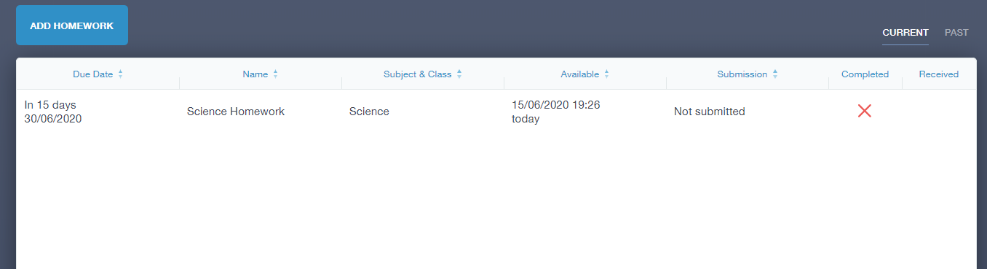 ADD HOMEWORK
CURRENT PAST
Due Date Name Subject & Class Available Submission Completed Received
In 15 days
30/06/2020
Science Homework
Science
15/06/2020 19:26
today
Not submitted